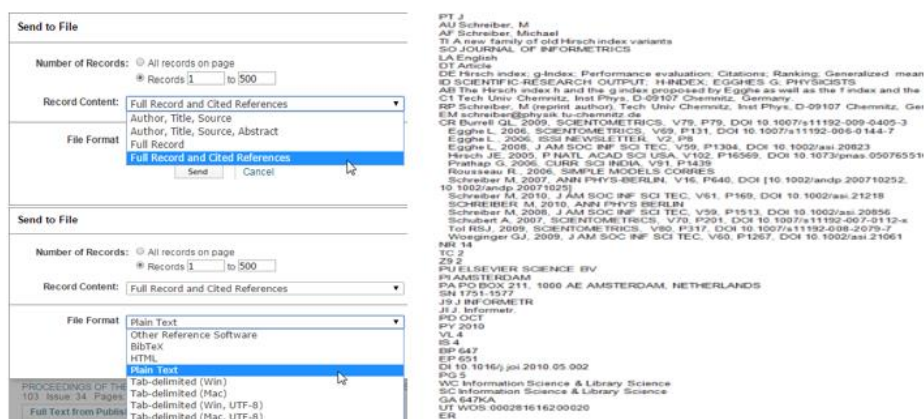 Send to File
Number of Records: All records on page
Records 1 to 500
Record Content: Full Record and Cited References
Author, Title, Source
Author, Title, Source, Abstract
Full Record
Full Record and Cited References
File Format
Send Cancel
Send to File
Number of Records: All records on page
Records 1 to 500
Record Content: Full Record and Cited References
File Format Plain Text
Other Reference Software
BibTeX
HTML
Plain Text
Tab-delimited (Win)
Tab-delimited (Mac)
Tab-delimited (Win, UTF-8)
Tab-delimited (Mac, UTF-8)
PROCEEDINGS OF THE
103 Issue: 34 Pages:
Full Text from Publis
PT J
AU Schreiber, M
AF Schreiber, Michael
TI A new family of old Hirsch index variants
SO JOURNAL OF INFORMETRICS
LA English
DT Article
DE Hirsch index; g-Index; Performance evaluation; Citations; Ranking; Generalized mean
ID SCIENTIFIC-RESEARCH OUTPUT; H-INDEX; EGGHES G; PHYSICISTS
AB The Hirsch index h and the g index proposed by Egghe as well as the f index and the
C1 Tech Univ Chemnitz, Inst Phys, D-09107 Chemnitz, Germany.
RP Schreiber, M (reprint author), Tech Univ Chemnitz, Inst Phys, D-09107 Chemnitz, Ger
EM schreiber@physik.tu-chemnitz.de
CR Burrell QL, 2009, SCIENTOMETRICS, V79, P79, DOI 10.1007/s11192-009-0405-3
Egghe L, 2006, SCIENTOMETRICS, V69, P131, DOI 10.1007/s11192-006-0144-7
Egghe L, 2006, ISSI NEWSLETTER, V2, P8
Egghe L, 2008, J AM SOC INF SCI TEC, V59, P1304, DOI 10.1002/asi.20823
Hirsch JE, 2005, P NATL ACAD SCI USA, V102, P16569, DOI 10.1073/pnas.050765510
Prathap G, 2006, CURR SCI INDIA, V91, P1439
Rousseau R, 2006, SIMPLE MODELS CORRES
Schreiber M, 2007, ANN PHYS-BERLIN, V16, P640, DOI [10.1002/andp.200710252,
10.1002/andp.20071025]
Schreiber M, 2010, J AM SOC INF SCI TEC, V61, P169, DOI 10.1002/asi.21218
SCHREIBER M, 2010, ANN PHYS BERLIN
Schreiber M, 2008, J AM SOC INF SCI TEC, V59, P1513, DOI 10.1002/asi.20856
Schubert A, 2007, SCIENTOMETRICS, V70, P201, DOI 10.1007/s11192-007-0112-x
Tol RSJ, 2009, SCIENTOMETRICS, V80, P317, DOI 10.1007/s11192-008-2079-7
Woeginger GJ, 2009, J AM SOC INF SCI TEC, V60, P1267, DOI 10.1002/asi.21061
NR 14
TC 2
Z9 2
PU ELSEVIER SCIENCE BV
PI AMSTERDAM
PA PO BOX 211, 1000 AE AMSTERDAM, NETHERLANDS
SN 1751-1577
J9 J INFORMETR
JI J. Informetr.
PD OCT
PY 2010
VL 4
IS 4
BP 647
EP 651
DI 10.1016/j.joi.2010.05.002
PG 5
WC Information Science & Library Science
SC Information Science & Library Science
GA 647KA
UT WOS:000281616200020
ER